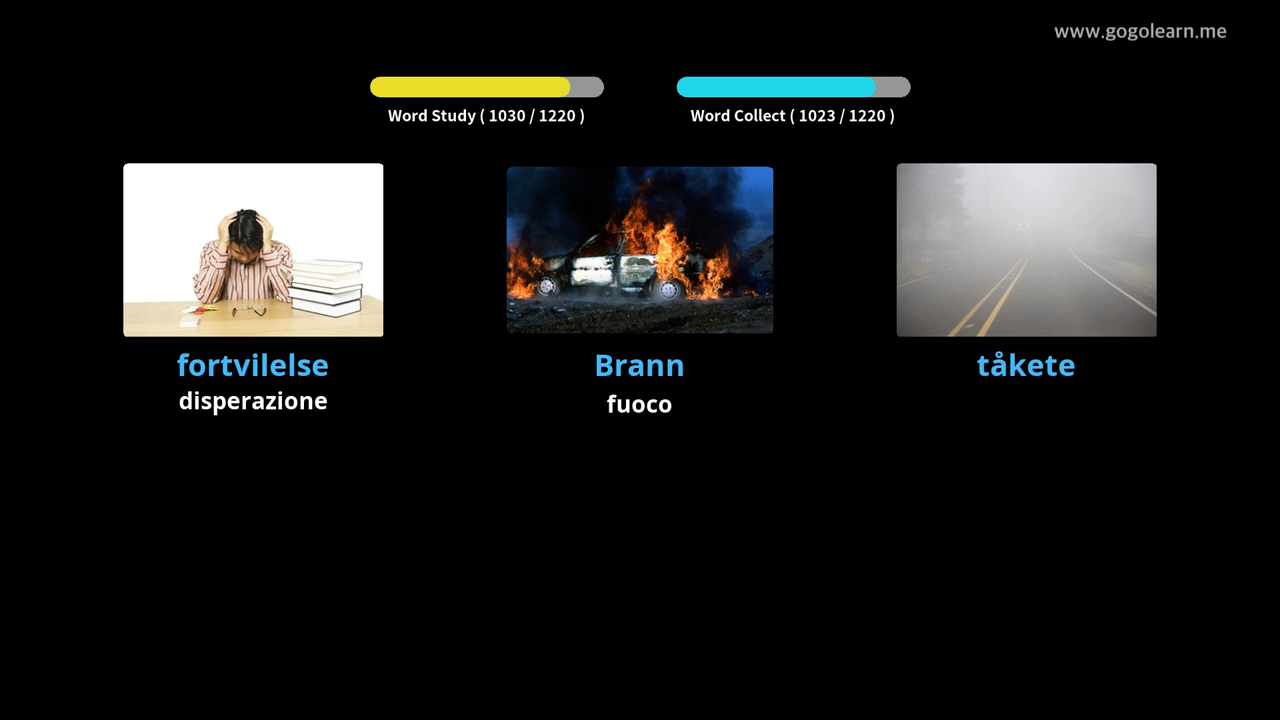 www.gogolearn.me
Word Study ( 1030 / 1220 )
Word Collect ( 1023 / 1220 )
fortvilelse
disperazione
Brann
fuoco
tåkete